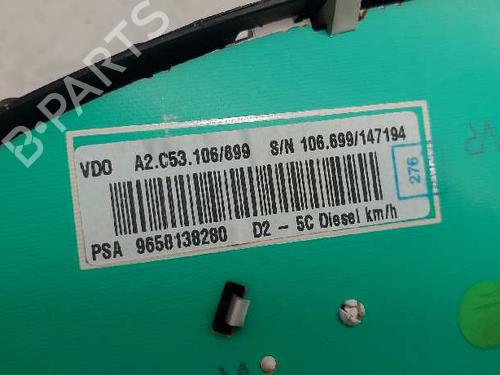 B-PARTS
VDO A2.C53.106/899 S/N 106.699/147194
276
PSA 9658138280 D2 - 5C Diesel km/h